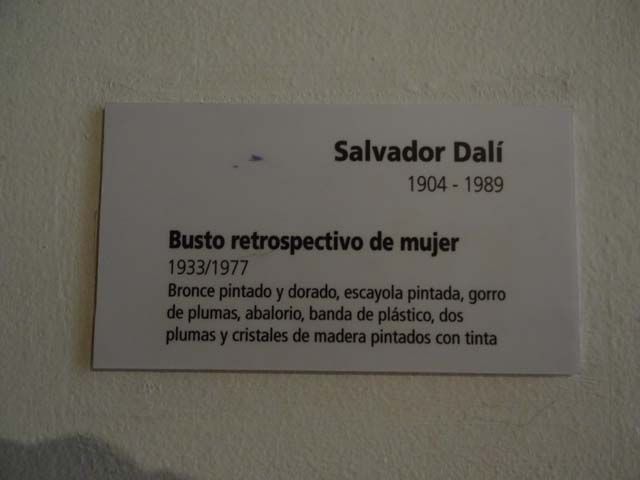 Salvador Dalí
1904 - 1989
Busto retrospectivo de mujer
1933/1977
Bronce pintado y dorado, escayola pintada, gorro
de plumas, abalorio, banda de plástico, dos
plumas y cristales de madera pintados con tinta